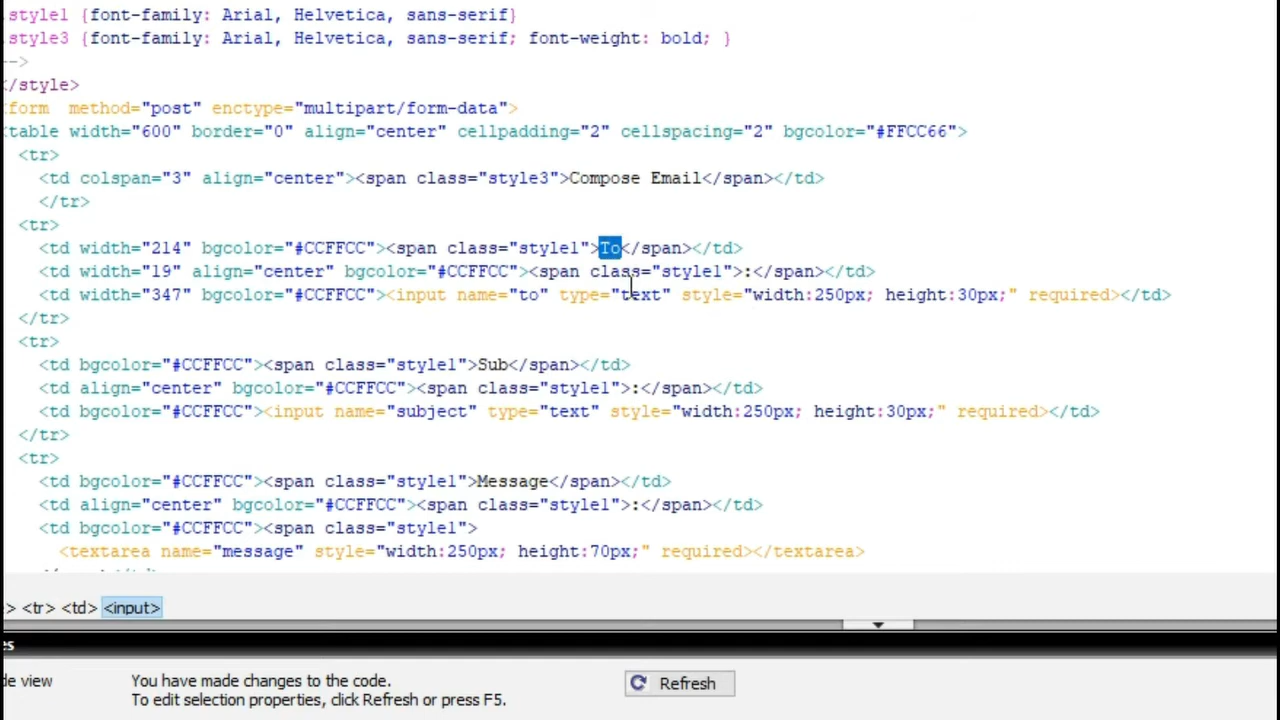 style1 {font-family: Arial, Helvetica, sans-serif}
style3 {font-family: Arial, Helvetica, sans-serif; font-weight: bold; }
-->
</style>
form  method="post" enctype="multipart/form-data">
table width="600" border="0" align="center" cellpadding="2" cellspacing="2" bgcolor="#FFCC66">
<tr>
<td colspan="3" align="center"><span class="style3">Compose Email</span></td>
</tr>
<tr>
<td width="214" bgcolor="#CCFFCC"><span class="style1">To</span></td>
<td width="19" align="center" bgcolor="#CCFFCC"><span class="style1">:</span></td>
<td width="347" bgcolor="#CCFFCC"><input name="to" type="text" style="width:250px; height:30px;" required></td>
</tr>
<tr>
<td bgcolor="#CCFFCC"><span class="style1">Sub</span></td>
<td align="center" bgcolor="#CCFFCC"><span class="style1">:</span></td>
<td bgcolor="#CCFFCC"><input name="subject" type="text" style="width:250px; height:30px;" required></td>
</tr>
<tr>
<td bgcolor="#CCFFCC"><span class="style1">Message</span></td>
<td align="center" bgcolor="#CCFFCC"><span class="style1">:</span></td>
<td bgcolor="#CCFFCC"><span class="style1">
<textarea name="message" style="width:250px; height:70px;" required></textarea>
> <tr> <td> <input>
es
de view You have made changes to the code.
To edit selection properties, click Refresh or press F5.
Refresh